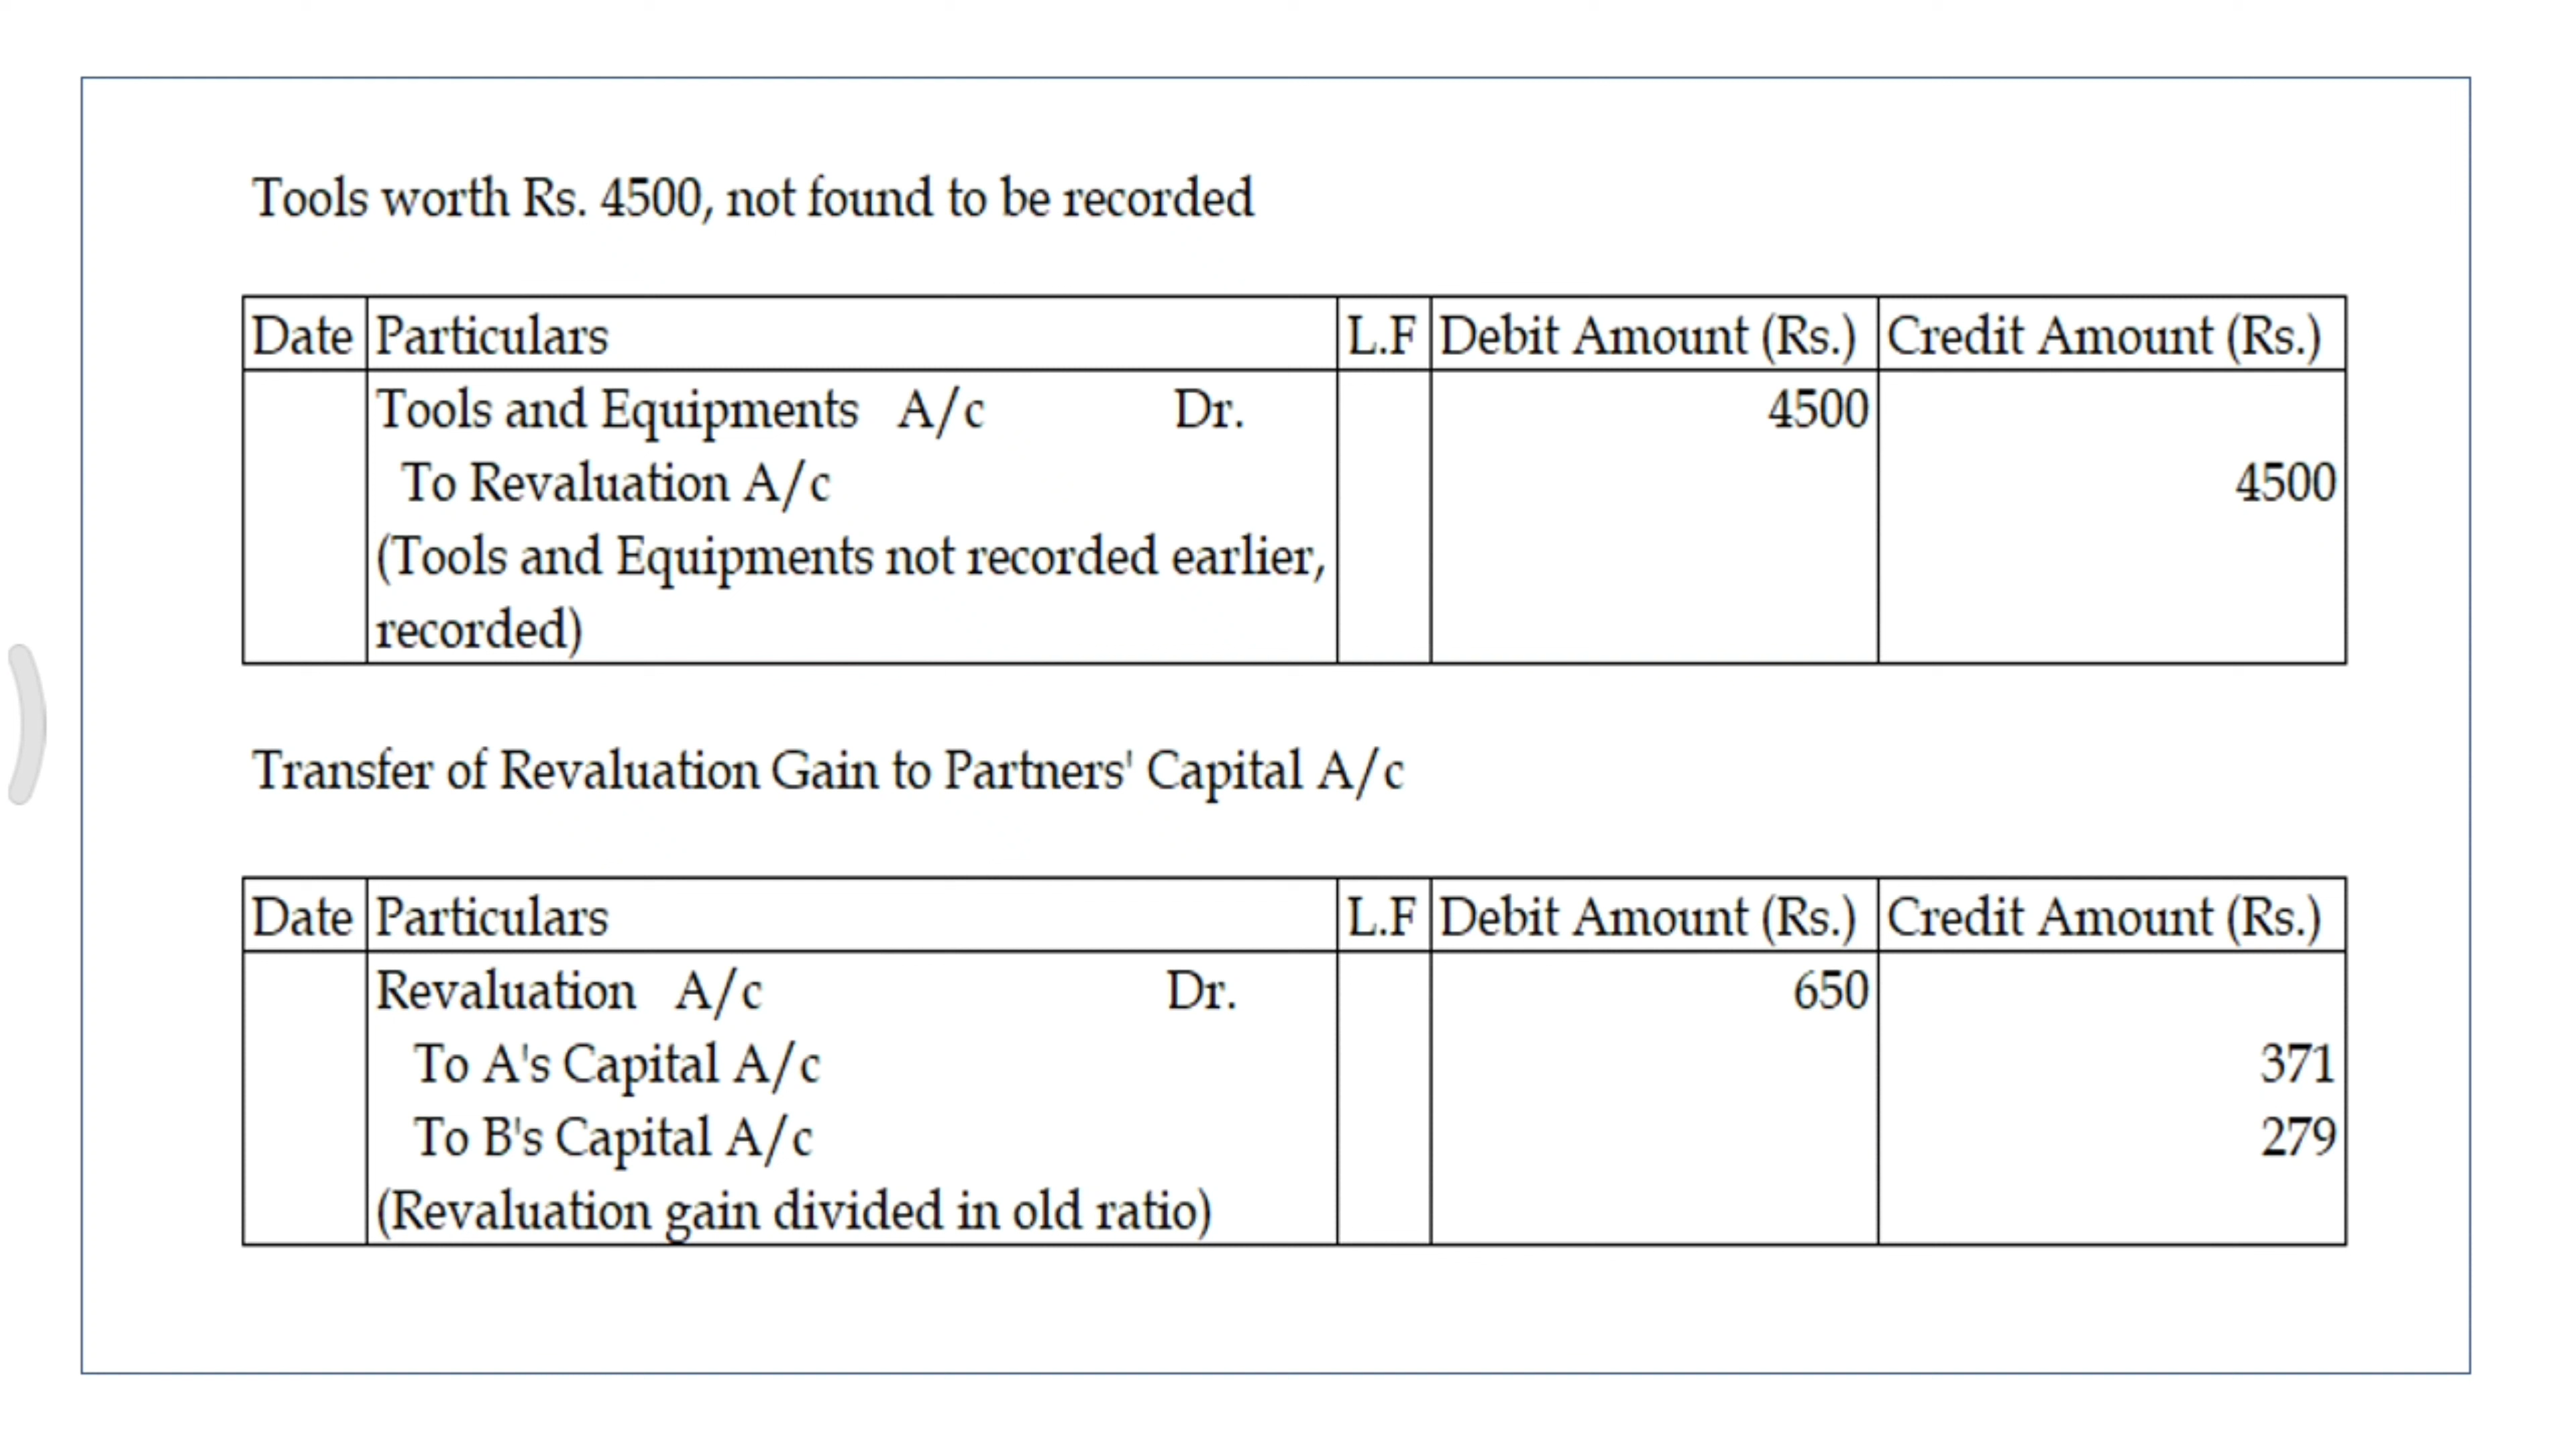 Tools worth Rs. 4500, not found to be recorded
Date Particulars L.F Debit Amount (Rs.) Credit Amount (Rs.)
Tools and Equipments A/c Dr. 4500
To Revaluation A/c 4500
(Tools and Equipments not recorded earlier,
recorded)
Transfer of Revaluation Gain to Partners' Capital A/c
Date Particulars L.F Debit Amount (Rs.) Credit Amount (Rs.)
Revaluation A/c Dr. 650
To A's Capital A/c 371
To B's Capital A/c 279
(Revaluation gain divided in old ratio)